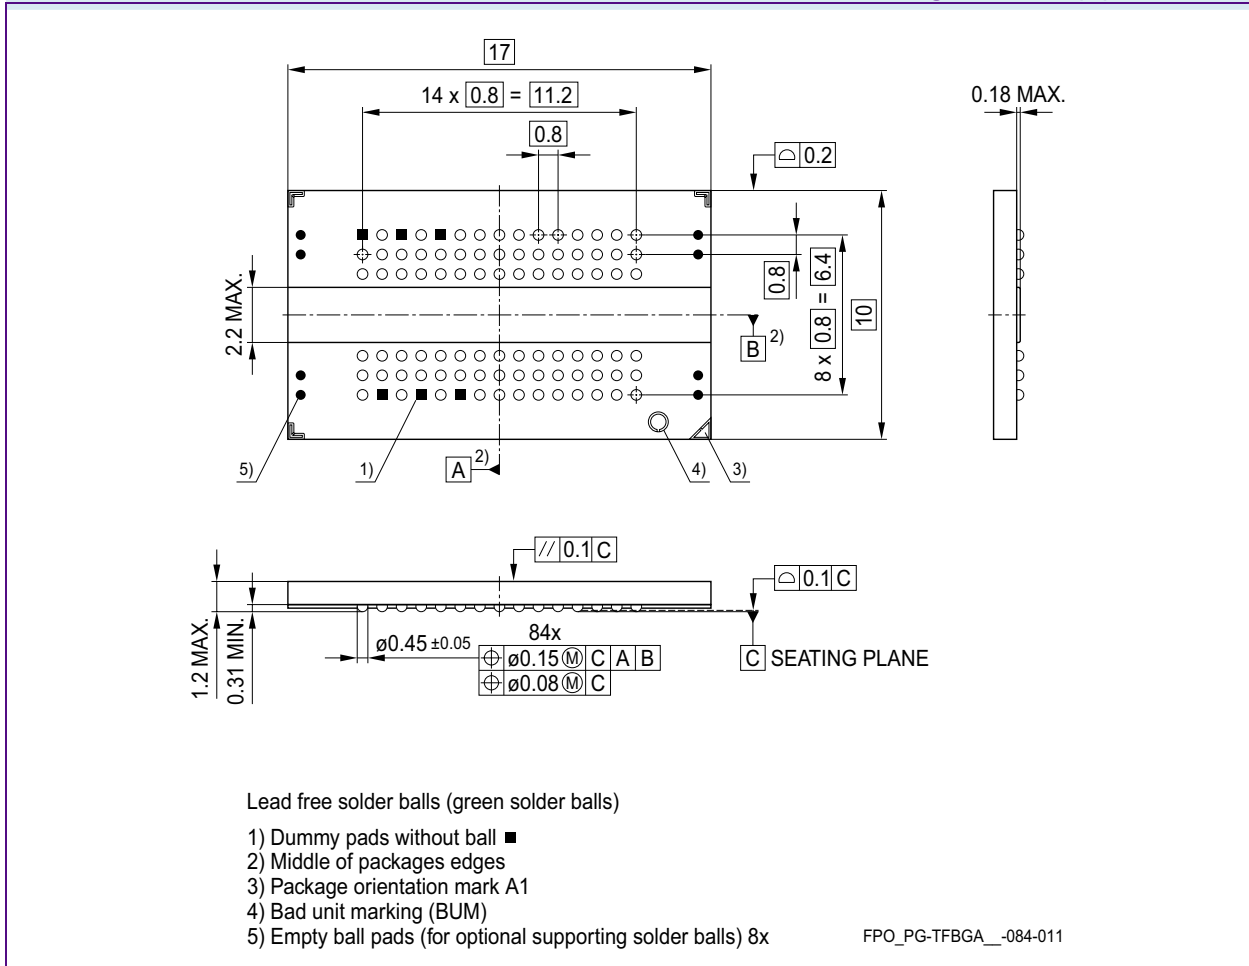 17
14 x 0.8 = 11.2
0.18 MAX.
0.8
⌓ 0.2
2.2 MAX.
0.8
8 x 0.8 = 6.4
10
B 2)
A 2)
5)
1)
4)
3)
// 0.1 C
⌓ 0.1 C
1.2 MAX.
0.31 MIN.
ø0.45 ±0.05
84x
⌖ ø0.15 Ⓜ C A B
⌖ ø0.08 Ⓜ C
C SEATING PLANE
Lead free solder balls (green solder balls)
1) Dummy pads without ball ■
2) Middle of packages edges
3) Package orientation mark A1
4) Bad unit marking (BUM)
5) Empty ball pads (for optional supporting solder balls) 8x
FPO_PG-TFBGA__-084-011